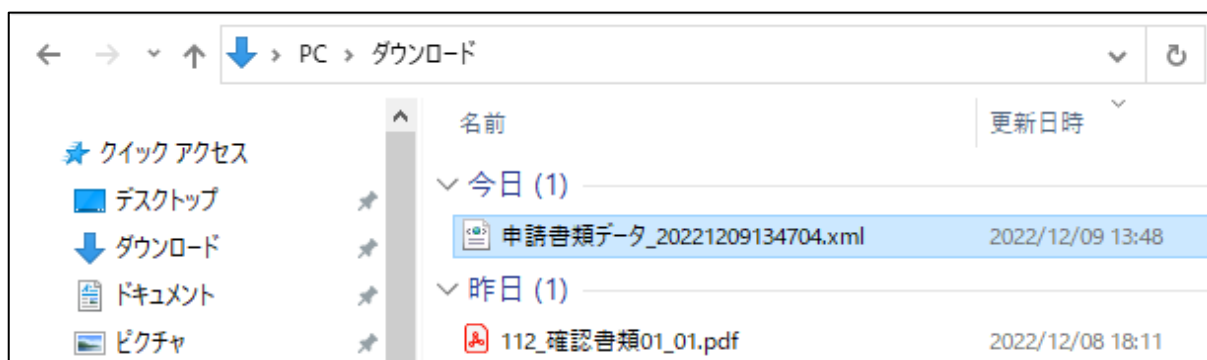 PC › ダウンロード
名前 更新日時
クイック アクセス
今日 (1)
デスクトップ
申請書類データ_20221209134704.xml 2022/12/09 13:48
ダウンロード
昨日 (1)
ドキュメント
112_確認書類01_01.pdf 2022/12/08 18:11
ピクチャ